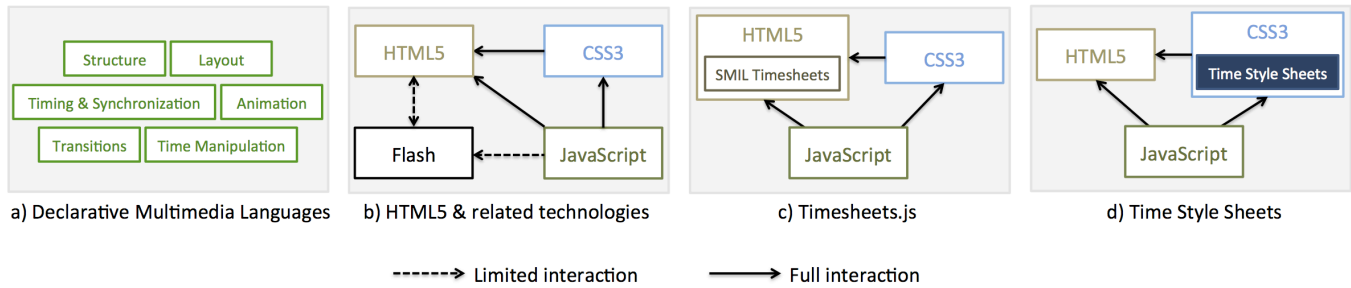 Structure
Layout
Timing & Synchronization
Animation
Transitions
Time Manipulation
a) Declarative Multimedia Languages
HTML5
CSS3
Flash
JavaScript
b) HTML5 & related technologies
HTML5
SMIL Timesheets
CSS3
JavaScript
c) Timesheets.js
HTML5
CSS3
Time Style Sheets
JavaScript
d) Time Style Sheets
Limited interaction
Full interaction